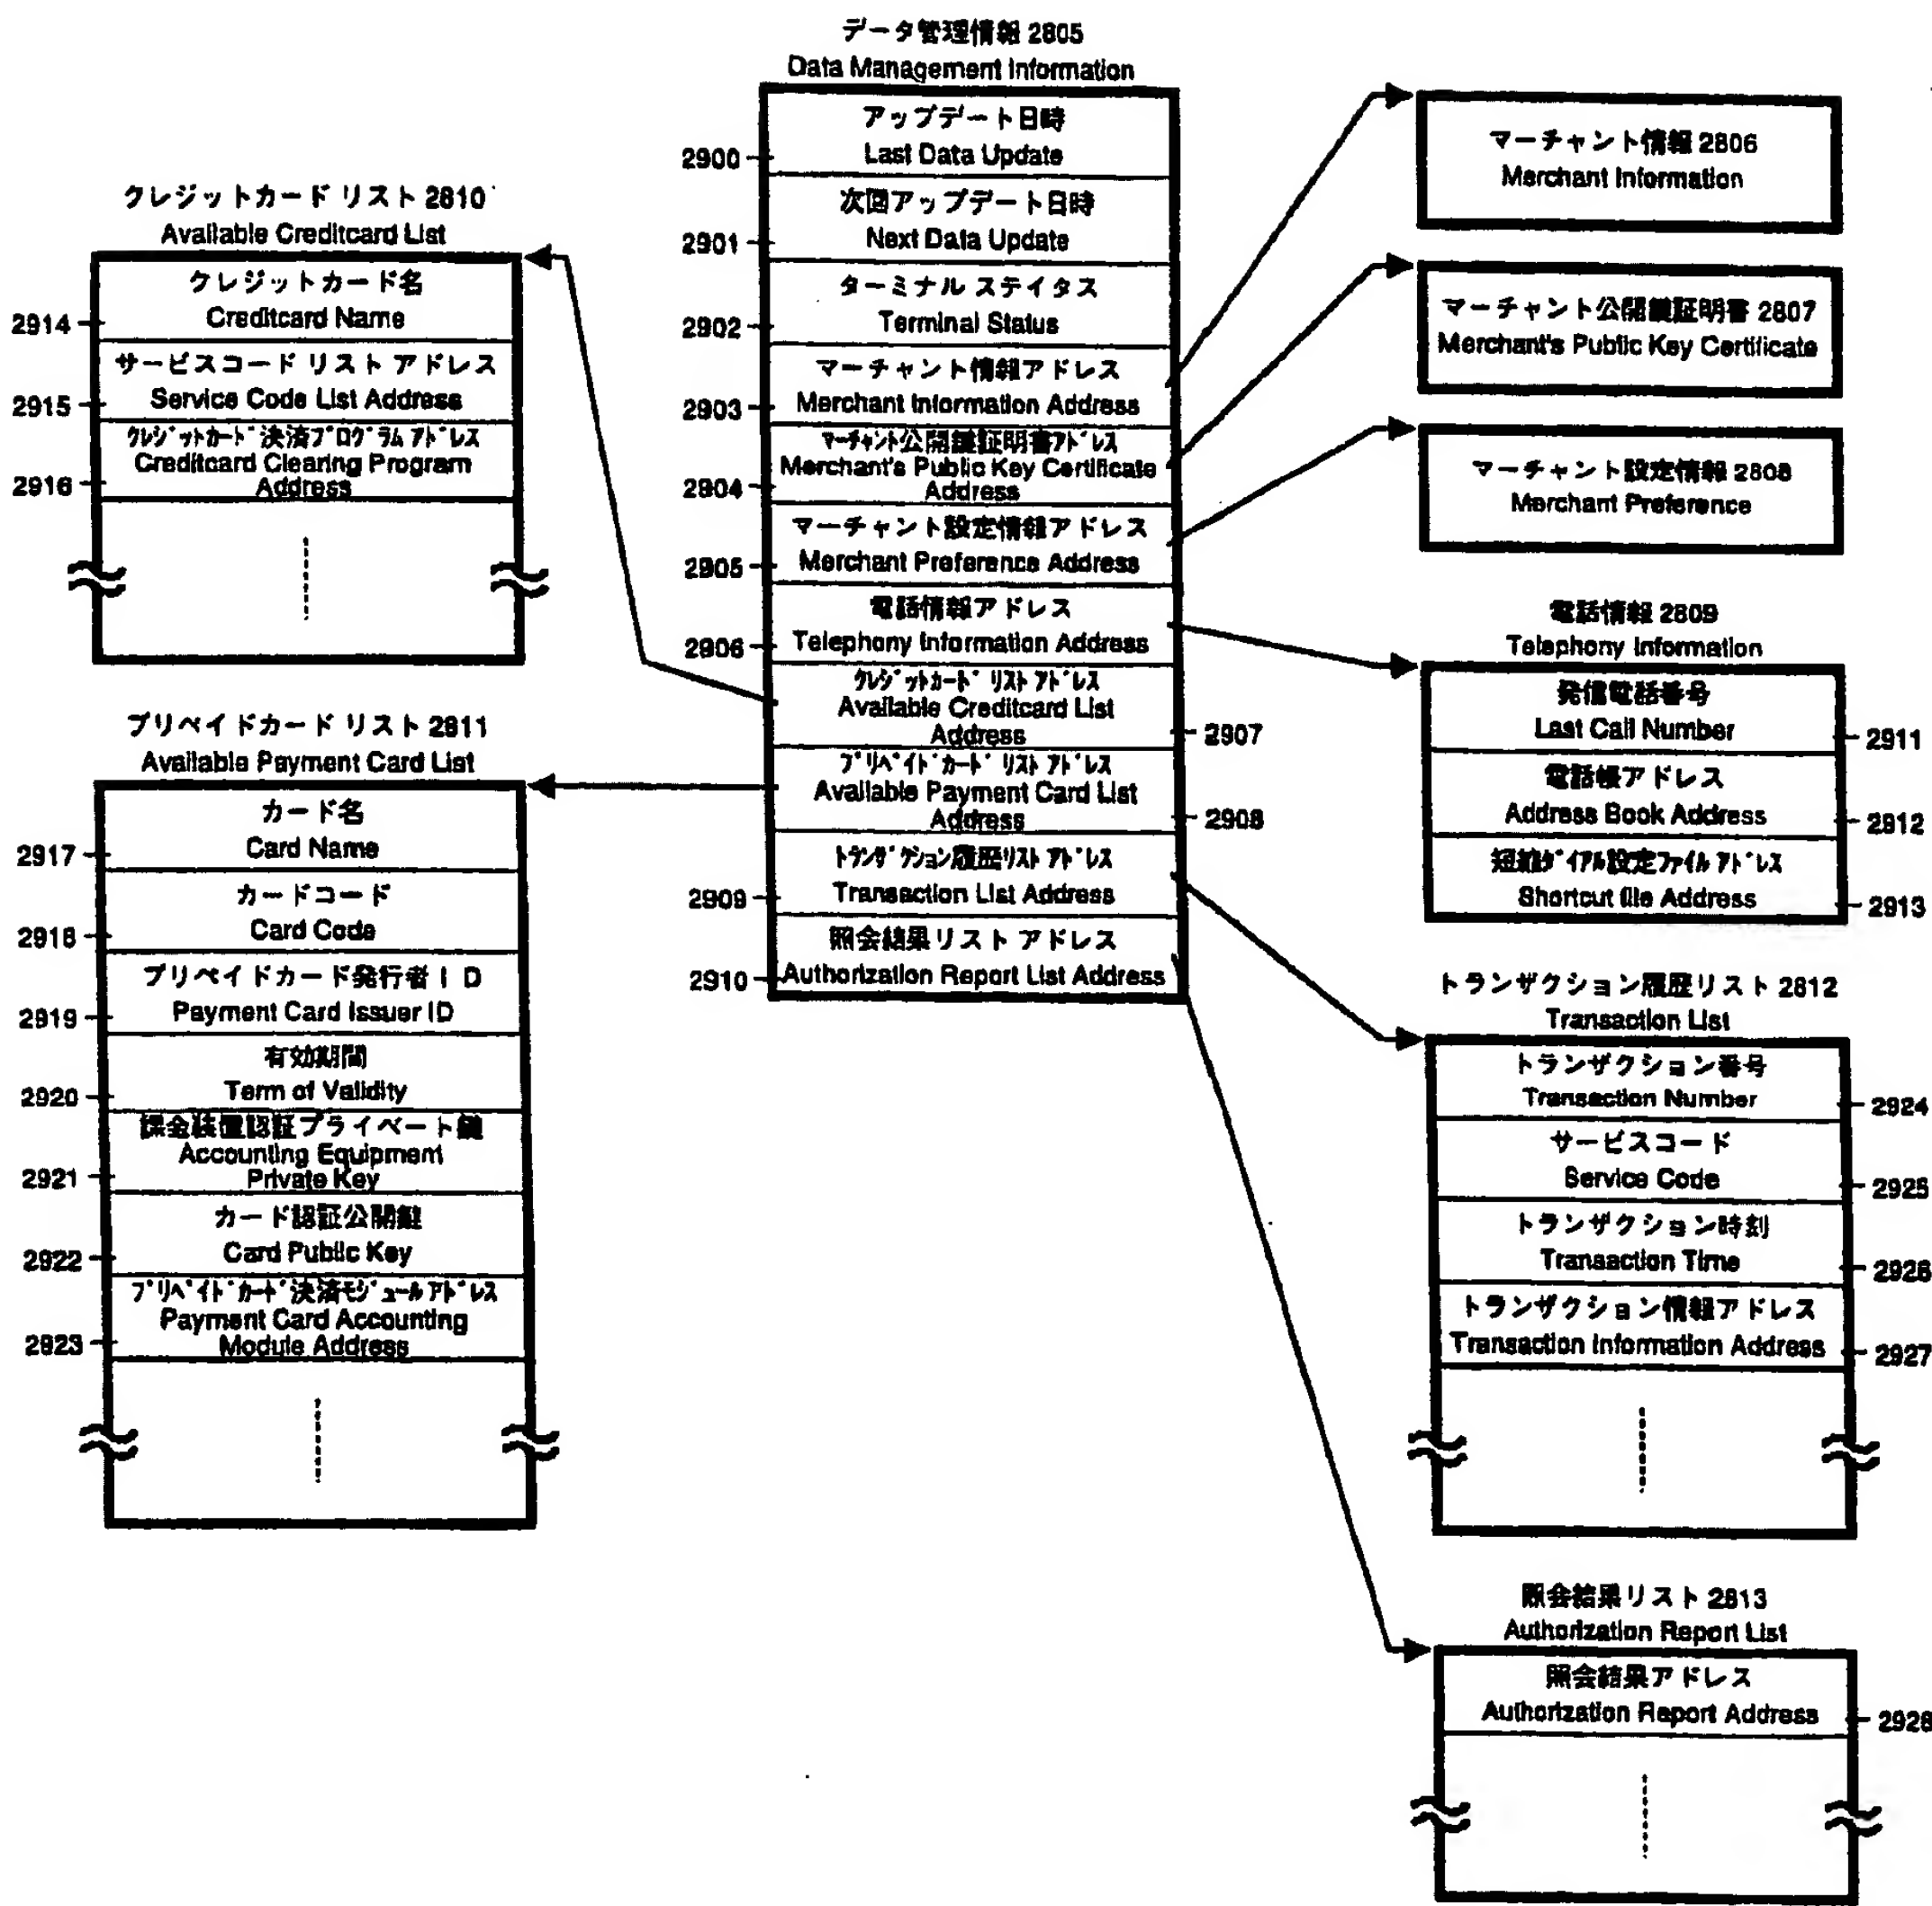 データ管理情報 2805
Data Management Information
アップデート日時
Last Data Update
2900
次回アップデート日時
Next Data Update
2901
ターミナル ステイタス
Terminal Status
2902
マーチャント情報アドレス
Merchant Information Address
2903
マーチャント公開鍵証明書アドレス
Merchant's Public Key Certificate
Address
2904
マーチャント設定情報アドレス
Merchant Preference Address
2905
電話情報アドレス
Telephony Information Address
2906
クレジットカード リスト アドレス
Available Creditcard List
Address
2907
プリペイドカード リスト アドレス
Available Payment Card List
Address
2908
トランザクション履歴リスト アドレス
Transaction List Address
2909
照会結果リスト アドレス
Authorization Report List Address
2910
クレジットカード リスト 2810
Available Creditcard List
クレジットカード名
Creditcard Name
2914
サービスコード リスト アドレス
Service Code List Address
2915
クレジットカード決済プログラム アドレス
Creditcard Clearing Program
Address
2916
プリペイドカード リスト 2811
Available Payment Card List
カード名
Card Name
2917
カードコード
Card Code
2918
プリペイドカード発行者 I D
Payment Card Issuer ID
2919
有効期間
Term of Validity
2920
課金装置認証プライベート鍵
Accounting Equipment
Private Key
2921
カード認証公開鍵
Card Public Key
2922
プリペイドカード決済モジュール アドレス
Payment Card Accounting
Module Address
2923
マーチャント情報 2806
Merchant Information
マーチャント公開鍵証明書 2807
Merchant's Public Key Certificate
マーチャント設定情報 2808
Merchant Preference
電話情報 2809
Telephony Information
発信電話番号
Last Call Number
2911
電話帳アドレス
Address Book Address
2912
短縮ダイアル設定ファイル アドレス
Shortcut file Address
2913
トランザクション履歴リスト 2812
Transaction List
トランザクション番号
Transaction Number
2924
サービスコード
Service Code
2925
トランザクション時刻
Transaction Time
2926
トランザクション情報アドレス
Transaction Information Address
2927
照会結果リスト 2813
Authorization Report List
照会結果アドレス
Authorization Report Address
2928